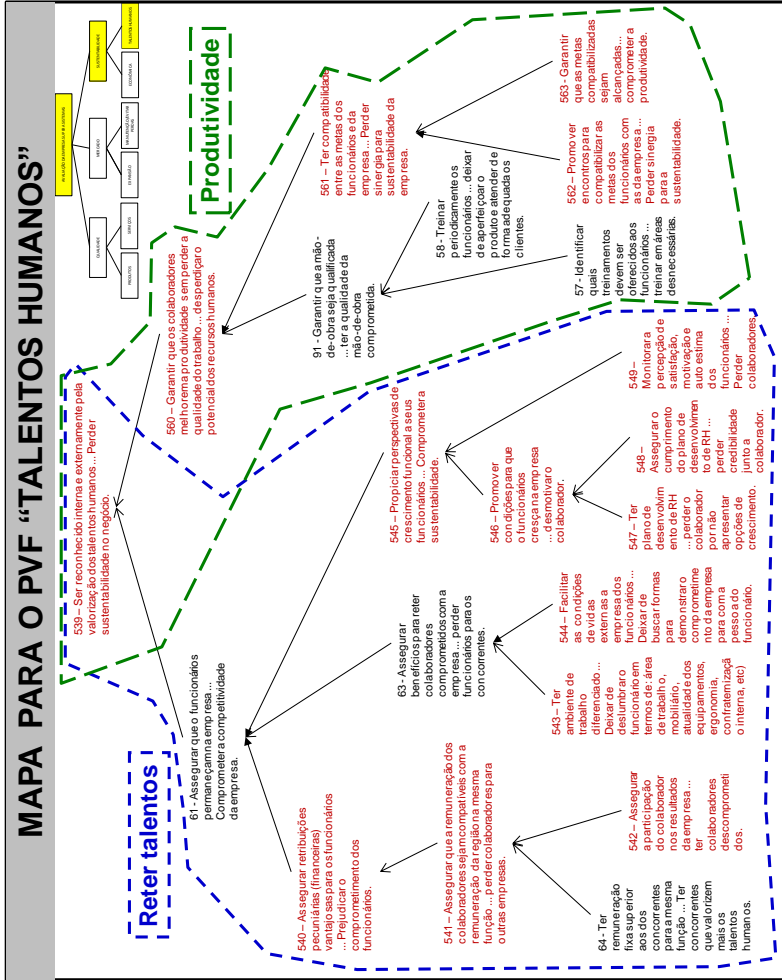 MAPA PARA O PVF “TALENTOS HUMANOS”
QUALIDADE
MERCADO
SUSTENTABILIDADE
PRODUTOS
SERVIÇOS
EXPANSÃO
ECONÔMICA
TALENTOS HUMANOS
Reter talentos
Produtividade
539 – Ser reconhecido interna e externamente pela
valorização dos talentos humanos ... Perder
sustentabilidade no negócio.
61 - Assegurar que o funcionários
permaneçam na empresa ...
Comprometer a competitividade
da empresa.
560 – Garantir que os colaboradores
melhorem a produtividade sem perder a
qualidade do trabalho ... desperdiçar o
potencial dos recursos humanos.
540 – Assegurar retribuições
pecuniárias (financeiras)
vantajosas para os funcionários
... Prejudicar o
comprometimento dos
funcionários.
63 - Assegurar
benefícios para reter
colaboradores
comprometidos com a
empresa ... perder
funcionários para os
concorrentes.
545 – Propiciar perspectivas de
crescimento funcional a seus
funcionários ... Comprometer a
sustentabilidade.
91 - Garantir que a mão-
de-obra seja qualificada
... ter a qualidade da
mão-de-obra
comprometida.
561 – Ter compatibilidade
entre as metas dos
funcionários e da
empresa ... Perder
sinergia para
sustentabilidade da
empresa.
541 – Assegurar que a remuneração dos
colaboradores sejam compatíveis com a
remuneração da região na mesma
função ... perder colaboradores para
outras empresas.
546 – Promover
condições para que
o funcionários
cresça na empresa
... desmotivar o
colaborador.
58 - Treinar
periodicamente os
funcionários ... deixar
de aperfeiçoar o
produto e atender de
forma adequada os
clientes.
64 - Ter
remuneração
fixa superior
aos dos
concorrentes
para a mesma
função ... Ter
concorrentes
que valorizem
mais os
talentos
humanos.
542 – Assegurar
a participação
do colaborador
nos resultados
da empresa ...
ter
colaboradores
descomprometi
dos.
543 – Ter
ambiente de
trabalho
diferenciado ...
Deixar de
deslumbrar o
funcionário em
termos de: área
de trabalho,
mobiliário,
atualidade dos
equipamentos,
ergonomia,
confraternizaçã
o interna, etc)
544 – Facilitar
as condições
de vidas
externas a
empresa dos
funcionários ...
Deixar de
buscar formas
para
demonstrar o
comprometime
nto da empresa
para com a
pessoa do
funcionário.
547 – Ter
plano de
desenvolvim
ento de RH
... perder o
colaborador
por não
apresentar
opções de
crescimento.
548 –
Assegurar o
cumprimento
do plano de
desenvolvimen
to de RH ...
perder
credibilidade
junto a
colaborador.
549 –
Monitorar a
percepção de
satisfação,
motivação e
auto estima
dos
funcionários ...
Perder
colaboradores.
57 - Identificar
quais
treinamentos
devem ser
oferecidos aos
funcionários ...
treinar em áreas
desnecessárias.
562 – Promover
encontros para
compatibilizar as
metas dos
funcionários com
as da empresa ...
Perder sinergia
para a
sustentabilidade.
563 - Garantir
que as metas
compatibilizadas
sejam
alcançadas ...
comprometer a
produtividade.